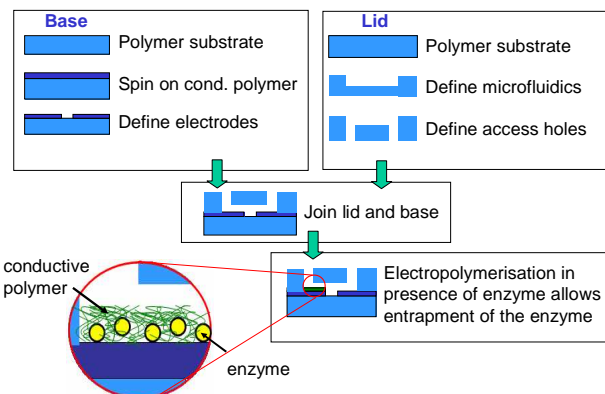 Base
Polymer substrate
Spin on cond. polymer
Define electrodes
Lid
Polymer substrate
Define microfluidics
Define access holes
Join lid and base
Electropolymerisation in
presence of enzyme allows
entrapment of the enzyme
conductive
polymer
enzyme